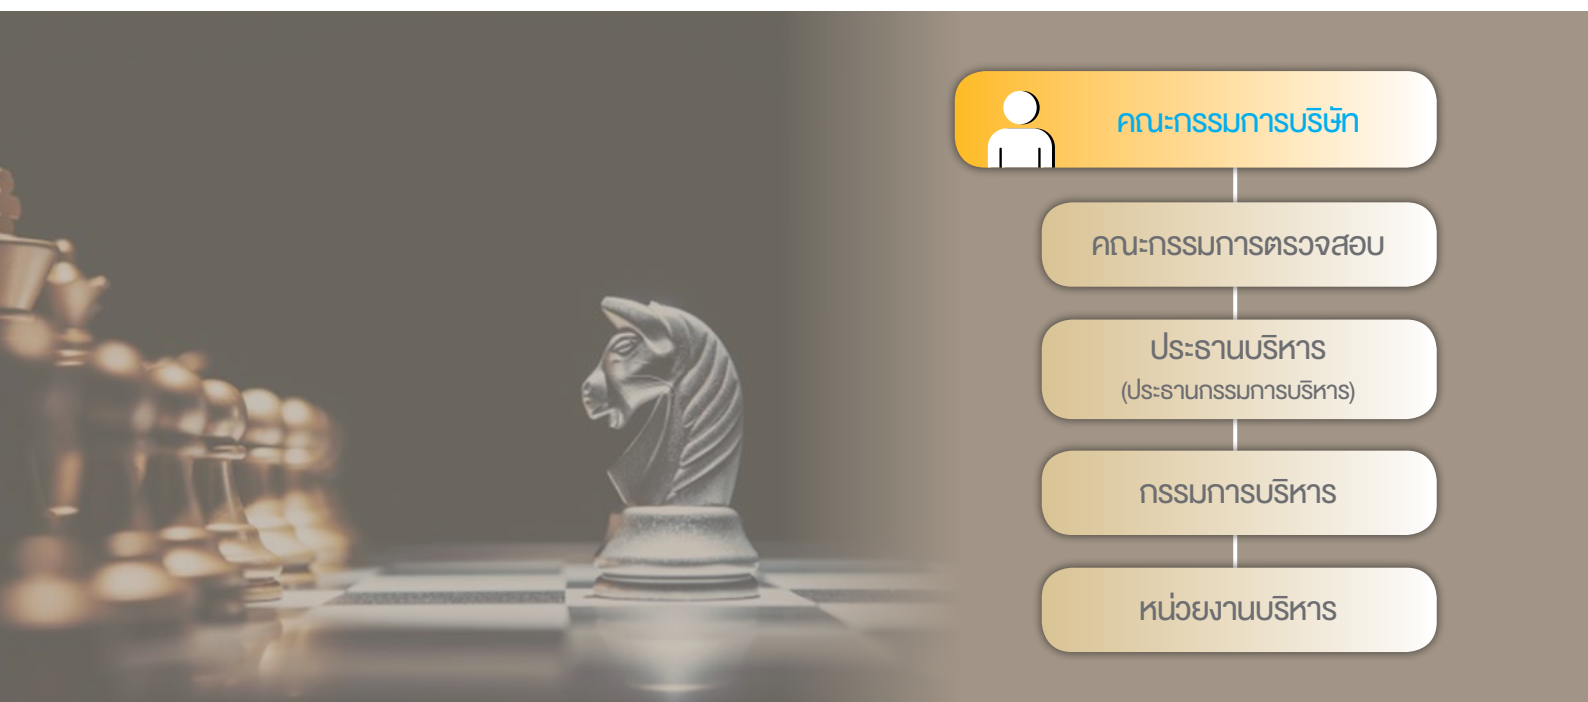 คณะกรรมการบริษัท
คณะกรรมการตรวจสอบ
ประธานบริหาร
(ประธานกรรมการบริหาร)
กรรมการบริหาร
หน่วยงานบริหาร